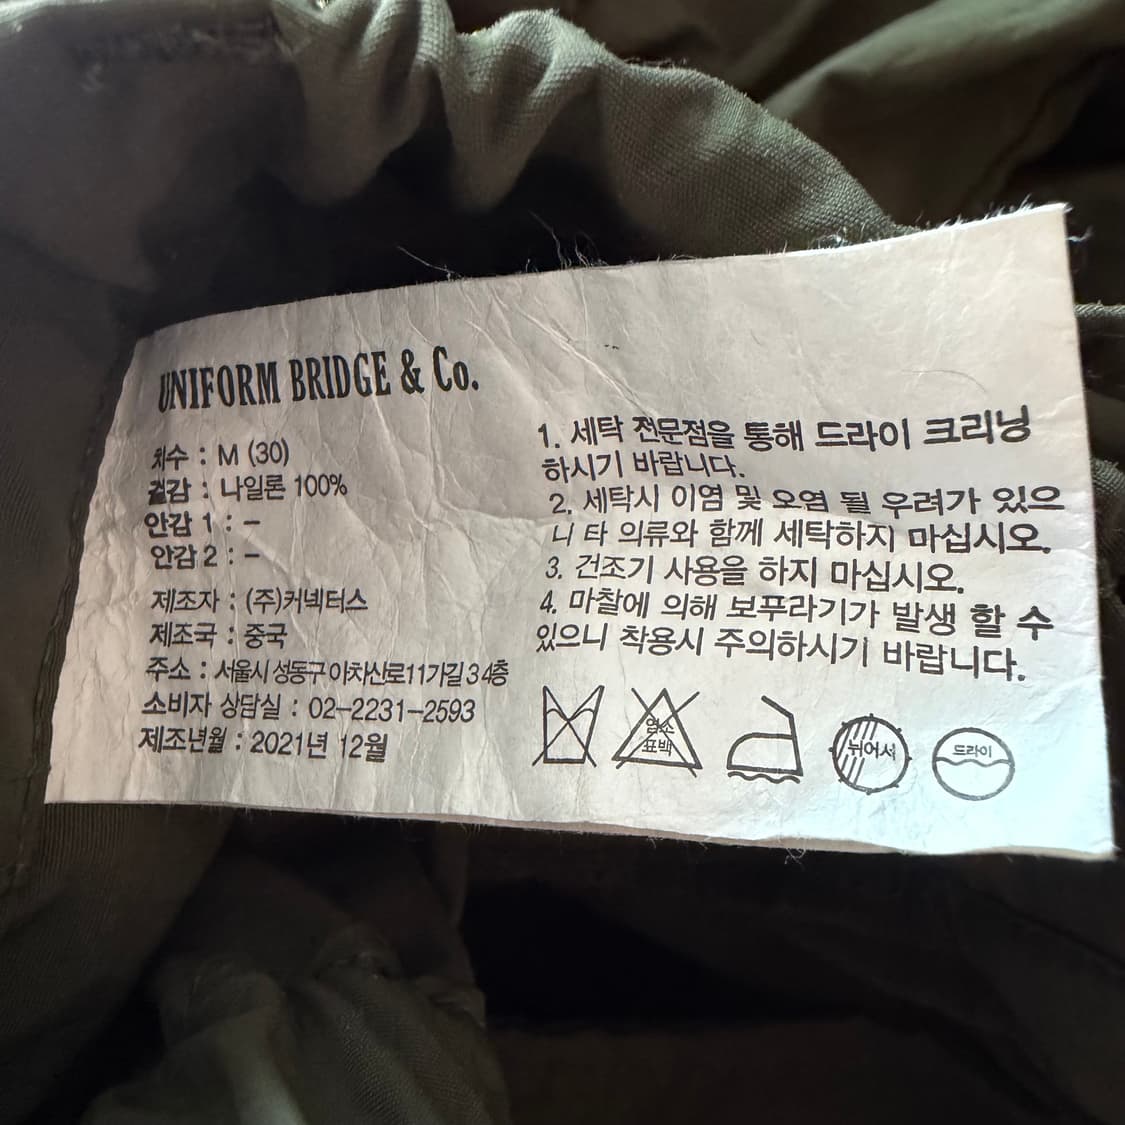 UNIFORM BRIDGE & Co.
치수 : M (30)
겉감 : 나일론 100%
안감 1 : –
안감 2 : –
제조자 : (주)커넥터스
제조국 : 중국
주소 : 서울시 성동구 아차산로11가길 3 4층
소비자 상담실 : 02-2231-2593
제조년월 : 2021년 12월
1. 세탁 전문점을 통해 드라이 크리닝
하시기 바랍니다.
2. 세탁시 이염 및 오염 될 우려가 있으
니 타 의류와 함께 세탁하지 마십시오.
3. 건조기 사용을 하지 마십시오.
4. 마찰에 의해 보푸라기가 발생 할 수
있으니 착용시 주의하시기 바랍니다.
염소
표백
뉘어서
드라이